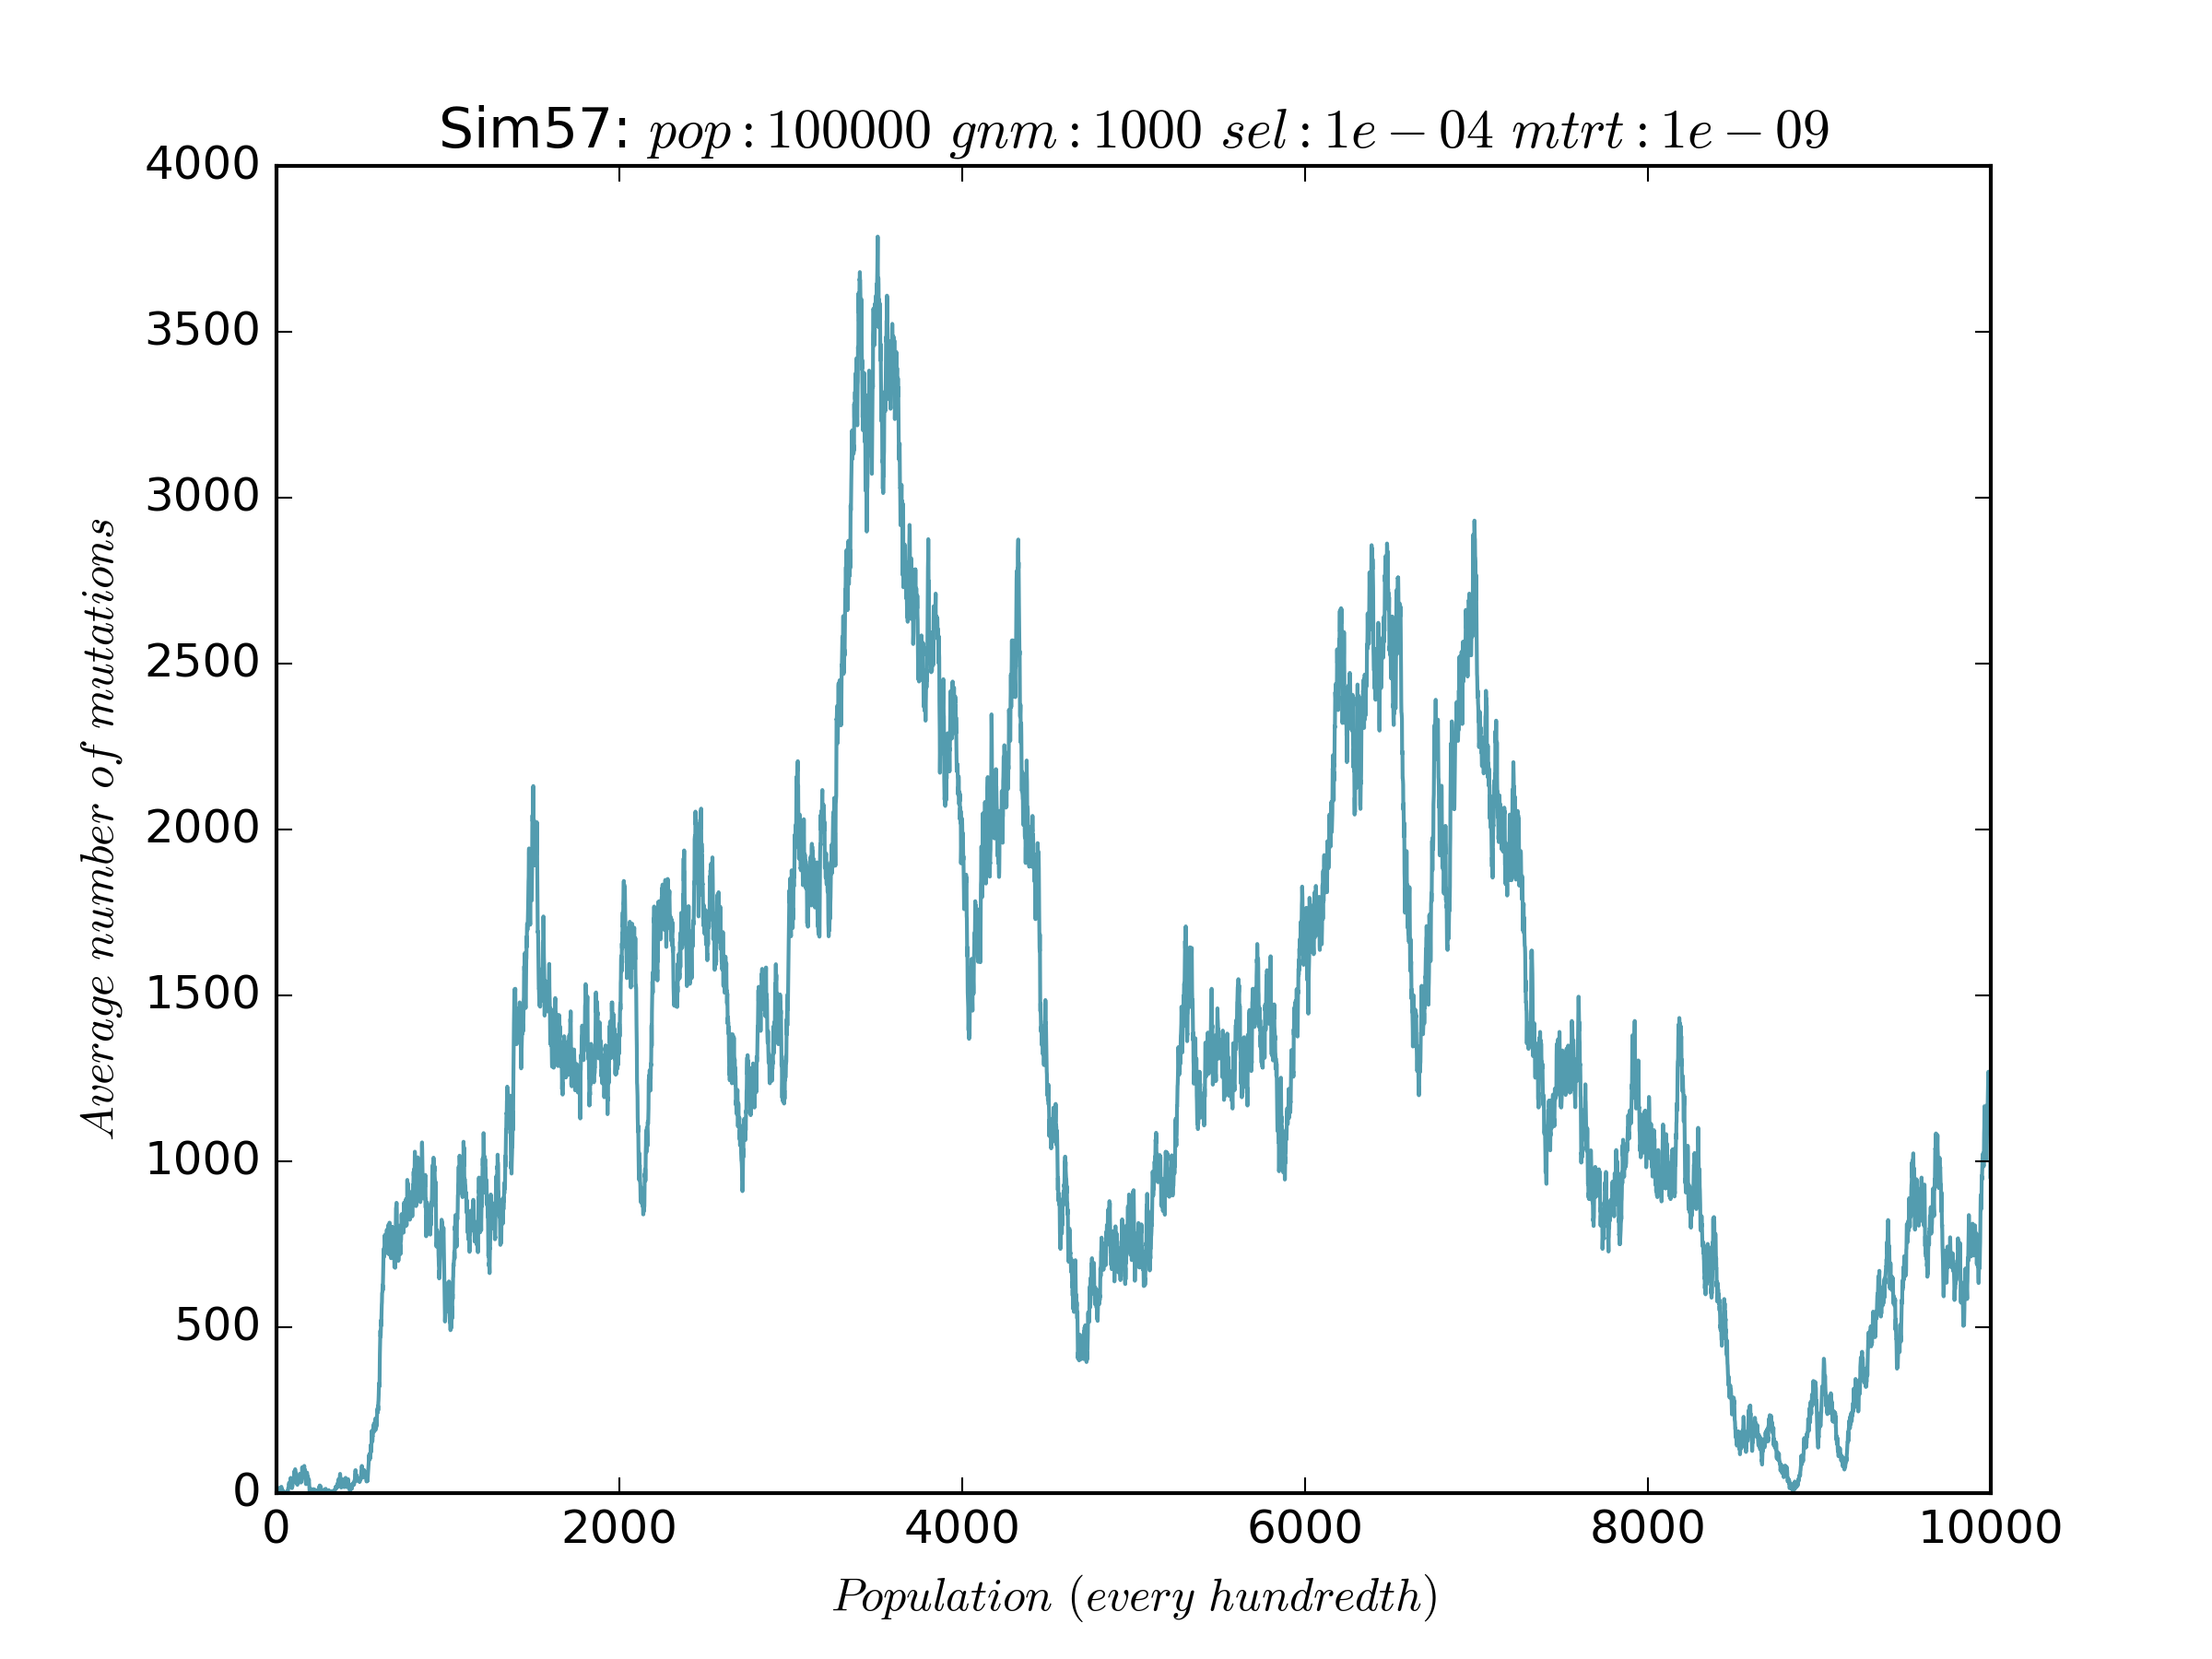 Sim57: pop : 100000 gnm : 1000 sel : 1e − 04 mtrt : 1e − 09
4000
3500
3000
2500
2000
1500
1000
500
0
Average number of mutations
0 2000 4000 6000 8000 10000
Population (every hundredth)